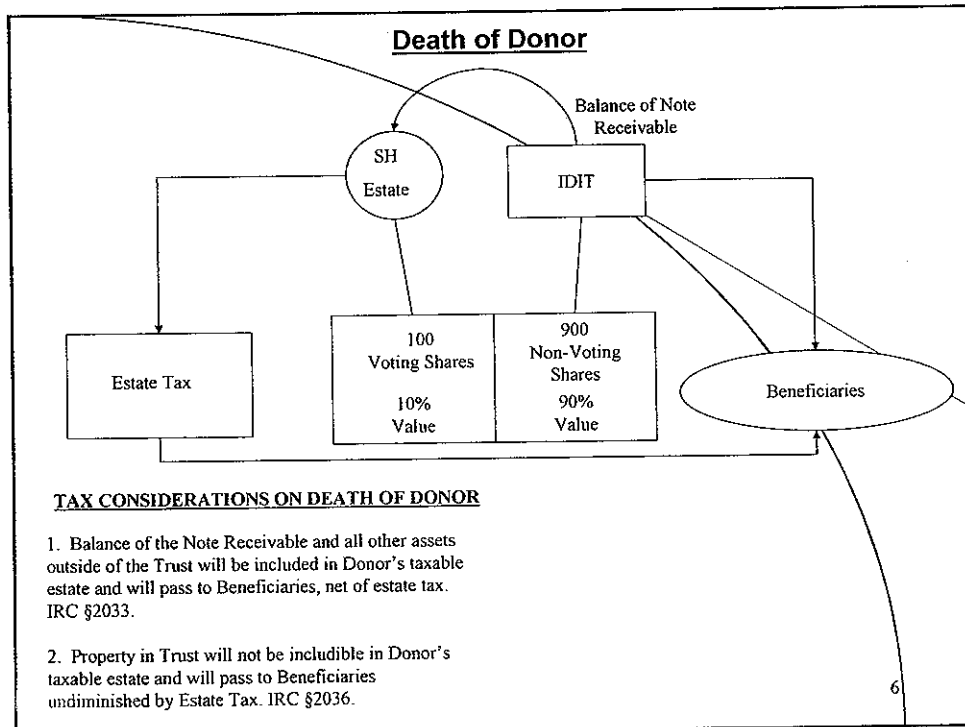 Death of Donor
Balance of Note
Receivable
SH
Estate
IDIT
Estate Tax
100
Voting Shares
10%
Value
900
Non-Voting
Shares
90%
Value
Beneficiaries
TAX CONSIDERATIONS ON DEATH OF DONOR
1. Balance of the Note Receivable and all other assets
outside of the Trust will be included in Donor's taxable
estate and will pass to Beneficiaries, net of estate tax.
IRC §2033.
2. Property in Trust will not be includible in Donor's
taxable estate and will pass to Beneficiaries
undiminished by Estate Tax. IRC §2036.
6